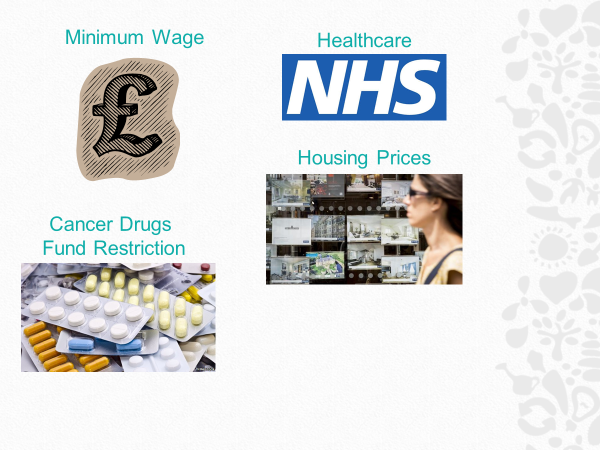 Minimum Wage
£
Healthcare
NHS
Housing Prices
Cancer Drugs
Fund Restriction